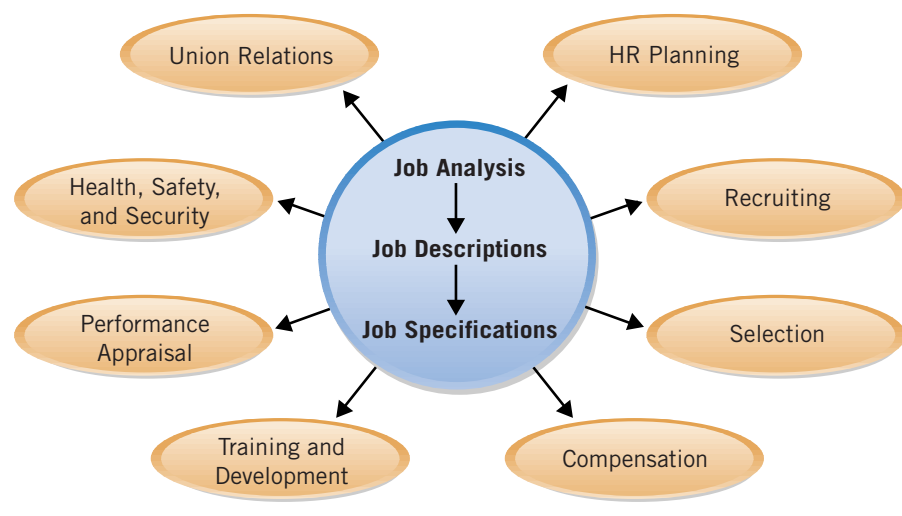 Union Relations
HR Planning
Job Analysis
Health, Safety,
and Security
Recruiting
Job Descriptions
Performance
Appraisal
Job Specifications
Selection
Training and
Development
Compensation